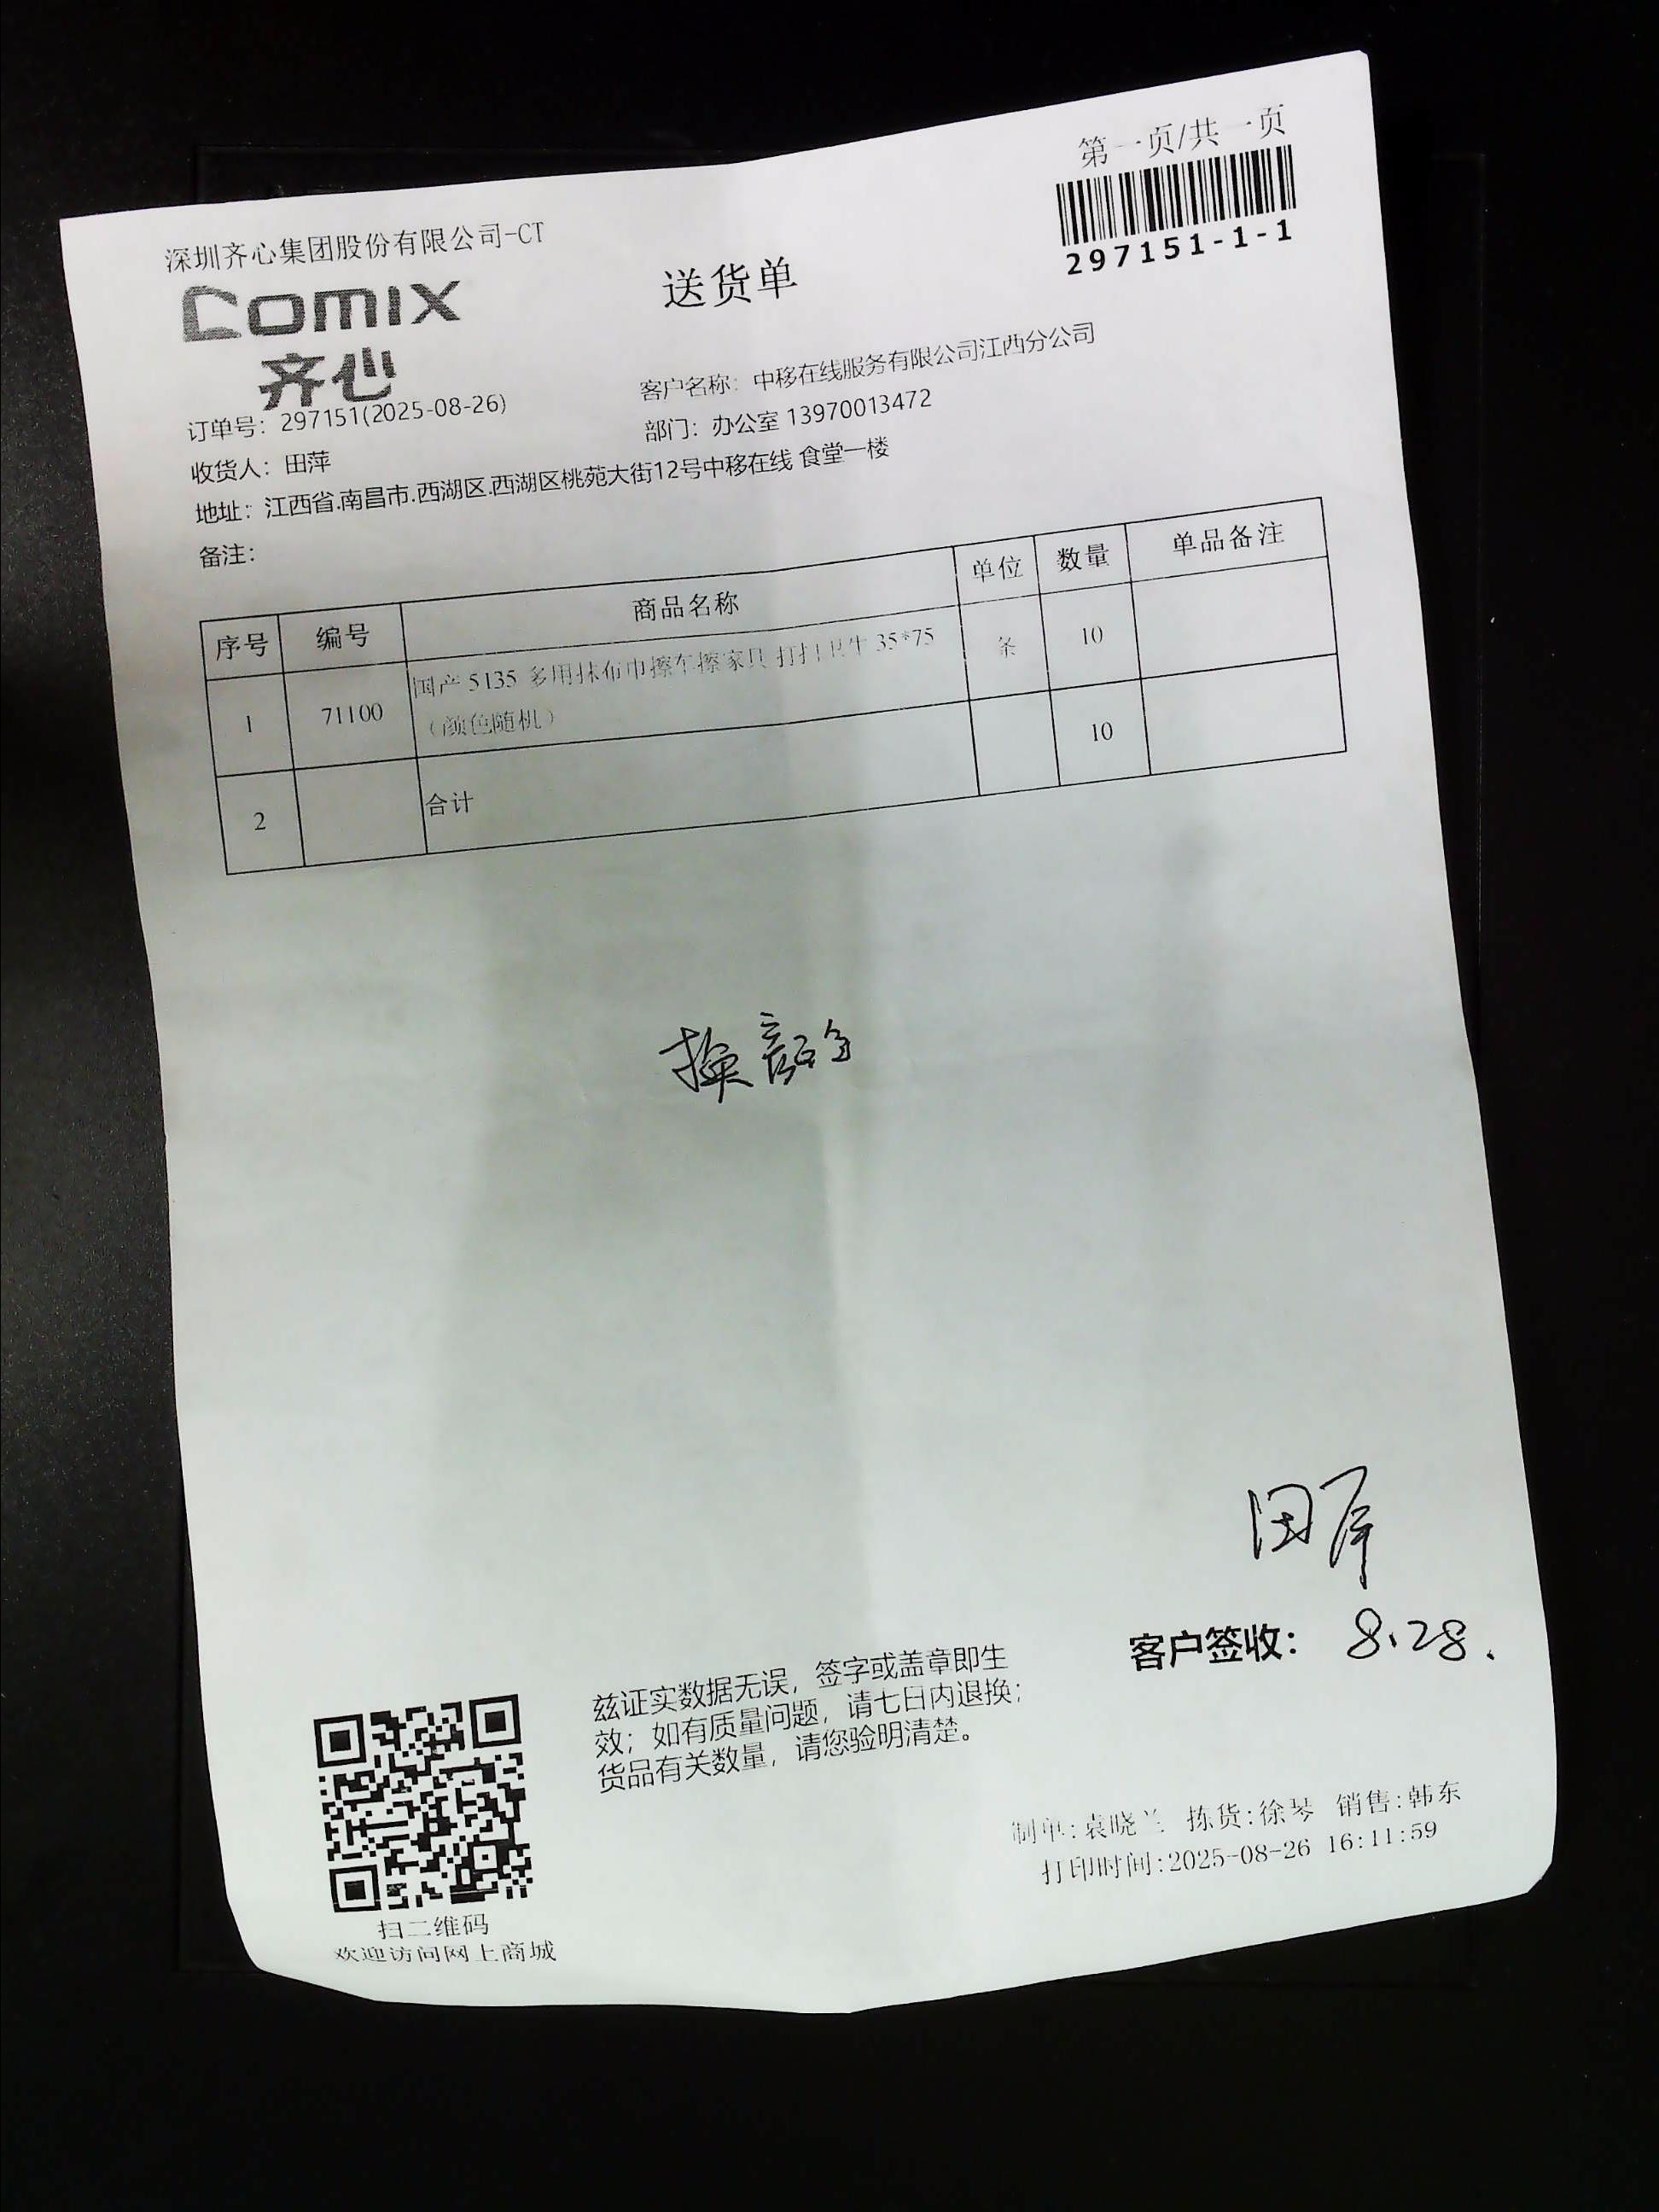 第一页/共一页
297151-1-1
深圳齐心集团股份有限公司-CT
comix
齐心
送货单
订单号：297151(2025-08-26)
客户名称：中移在线服务有限公司江西分公司
收货人：田萍
部门：办公室 13970013472
地址：江西省.南昌市.西湖区.西湖区桃苑大街12号中移在线 食堂一楼
备注：
序号 编号 商品名称 单位 数量 单品备注
1 71100 国产 5135 多用抹布巾擦车擦家具 打扫卫生 35*75 条 10
（颜色随机）
2 合计 10
换颜色
田
客户签收： 8.28.
兹证实数据无误，签字或盖章即生
效；如有质量问题，请七日内退换；
货品有关数量，请您验明清楚。
制单:袁晓兰 拣货:徐琴 销售:韩东
打印时间:2025-08-26 16:11:59
扫二维码
欢迎访问网上商城